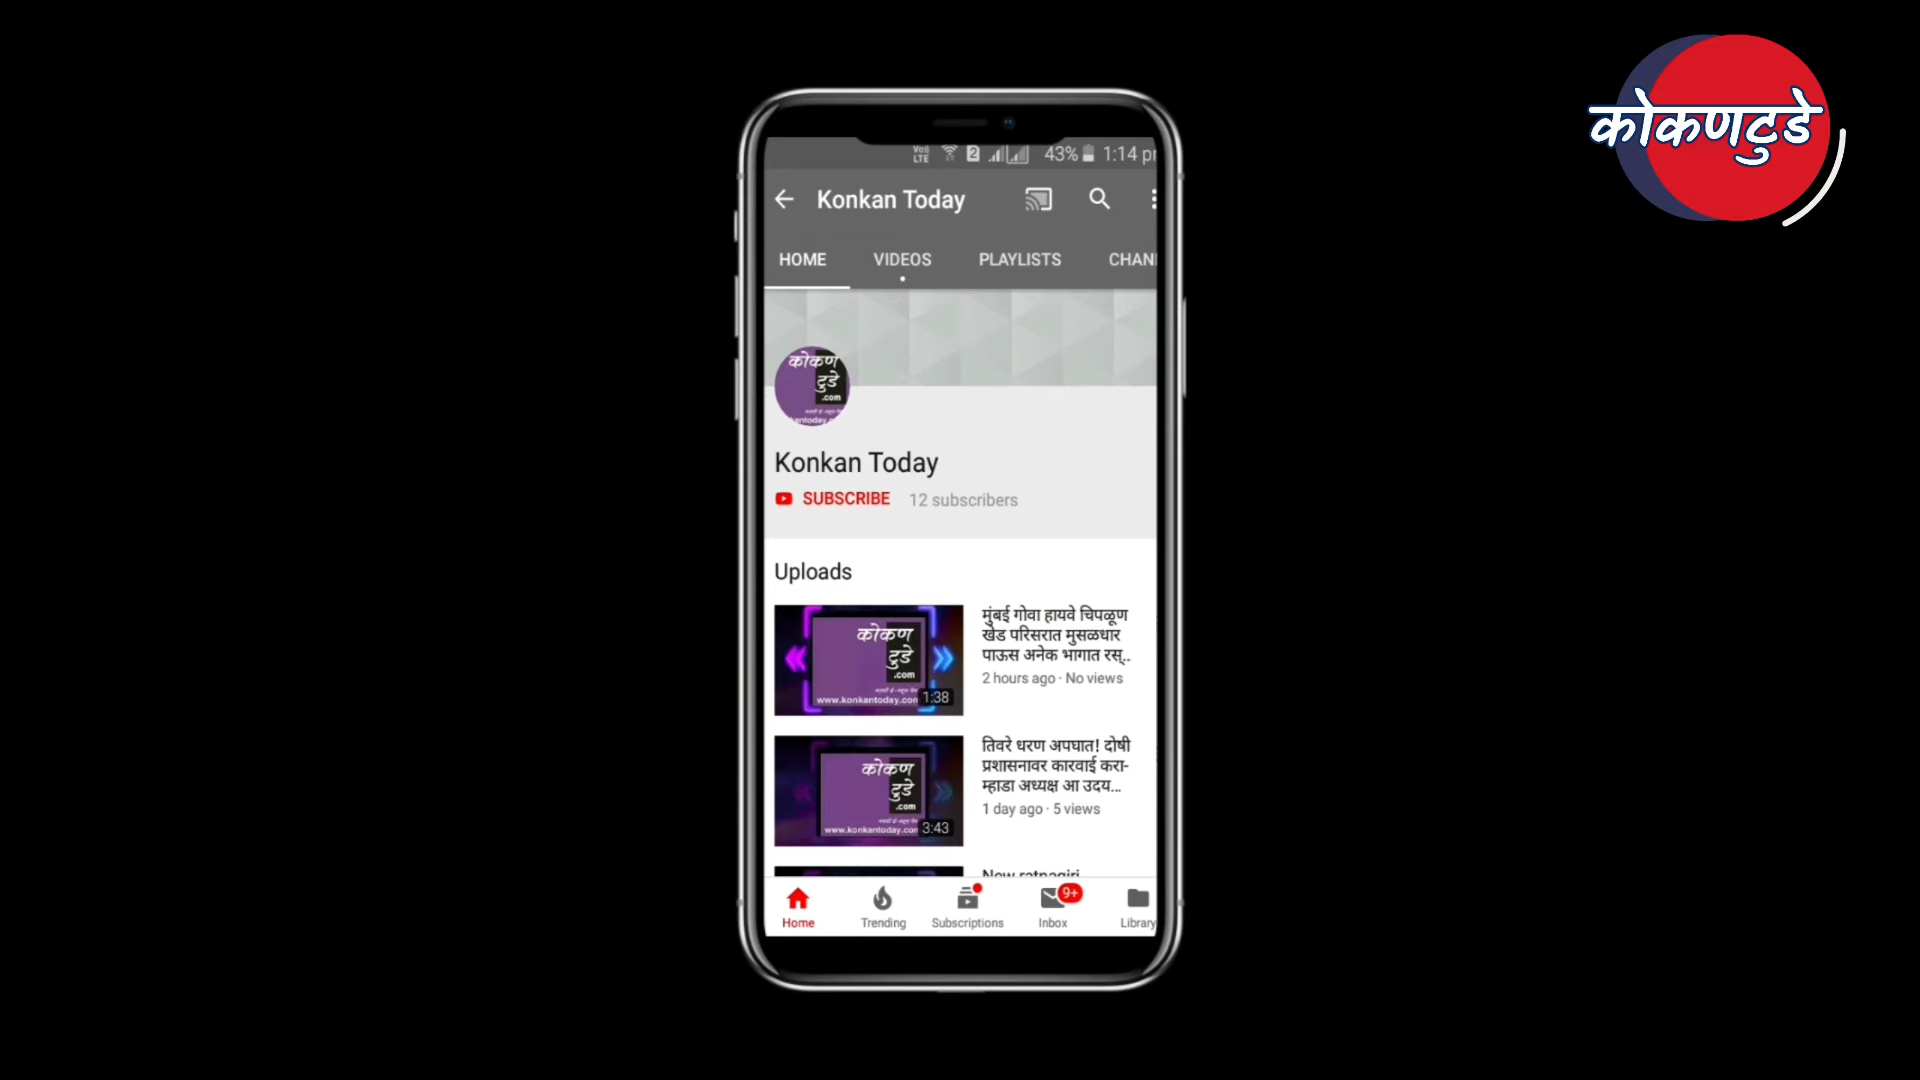 कोकणटुडे
VoLTE 2 43% 1:14
Konkan Today
HOME VIDEOS PLAYLISTS
कोकण
टुडे
.com
Konkan Today
SUBSCRIBE 12 subscribers
Uploads
कोकण
टुडे
.com
www.konkantoday.com
1:38
मुंबई गोवा हायवे चिपळूण
खेड परिसरात मुसळधार
पाऊस अनेक भागात रस्..
2 hours ago · No views
कोकण
टुडे
.com
www.konkantoday.com
3:43
तिवरे धरण अपघात! दोषी
प्रशासनावर कारवाई करा-
म्हाडा अध्यक्ष आ उदय...
1 day ago · 5 views
Home Trending Subscriptions Inbox 9+ Library